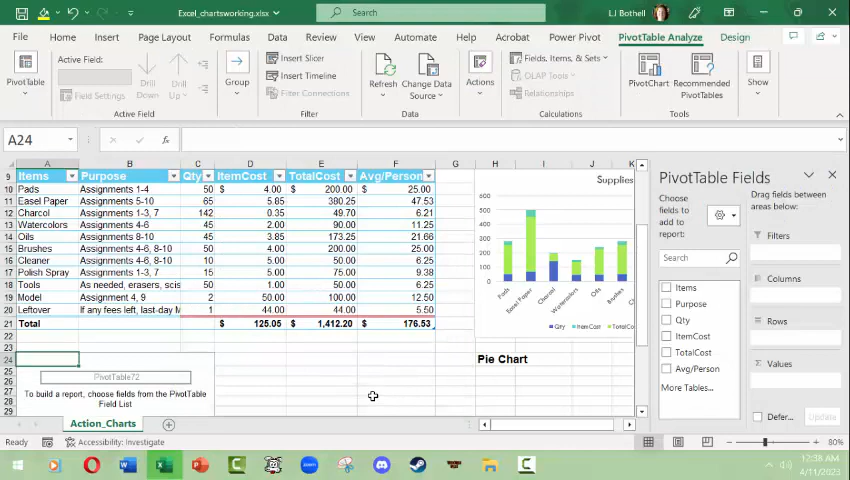 Excel_chartsworking.xlsx
Search
LJ Bothell
File Home Insert Page Layout Formulas Data Review View Automate Help Acrobat Power Pivot PivotTable Analyze Design
PivotTable
Active Field:
Field Settings
Drill Down
Drill Up
Active Field
Group
Insert Slicer
Insert Timeline
Filter Connections
Filter
Refresh
Change Data Source
Data
Actions
Fields, Items, & Sets
OLAP Tools
Relationships
Calculations
PivotChart
Recommended PivotTables
Tools
Show
A24
fx
A B C D E F G H I J K
9 Items Purpose Qty ItemCost TotalCost Avg/Person
10 Pads Assignments 1-4 50 $ 4.00 $ 200.00 $ 25.00
11 Easel Paper Assignments 5-10 65 5.85 380.25 47.53
12 Charcol Assignments 1-3, 7 142 0.35 49.70 6.21
13 Watercolors Assignments 4-6 45 2.00 90.00 11.25
14 Oils Assignments 8-10 45 3.85 173.25 21.66
15 Brushes Assignments 4-6, 8-10 50 4.00 200.00 25.00
16 Cleaner Assignments 4-6, 8-10 10 5.00 50.00 6.25
17 Polish Spray Assignments 1-3, 7 15 5.00 75.00 9.38
18 Tools As needed, erasers, scis 50 1.00 50.00 6.25
19 Model Assignment 4, 9 2 50.00 100.00 12.50
20 Leftover If any fees left, last-day M 1 44.00 44.00 5.50
21 Total $ 125.05 1,412.20 $ 176.53
22
23
24
25
26
27
28
29
PivotTable72
To build a report, choose fields from the PivotTable
Field List
Supplies
600
500
400
300
200
100
0
Pads Easel Paper Charcol Watercolors Oils Brushes
Qty ItemCost TotalCo
Pie Chart
PivotTable Fields
Choose fields to add to report:
Search
Items
Purpose
Qty
ItemCost
TotalCost
Avg/Person
More Tables...
Drag fields between areas below:
Filters
Columns
Rows
Values
Defer...
Update
Action_Charts
Ready
Accessibility: Investigate
80%
12:38 AM
4/11/2023